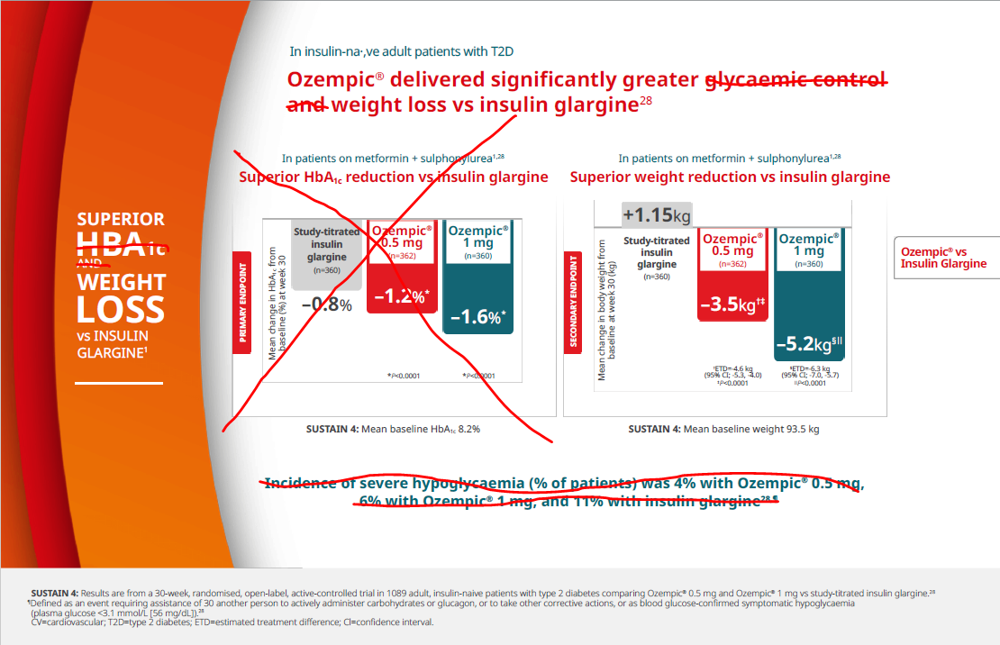 In insulin-na·,ve adult patients with T2D
Ozempic® delivered significantly greater glycaemic control
and weight loss vs insulin glargine28
SUPERIOR
HBA1c
AND
WEIGHT
LOSS
vs INSULIN
GLARGINE1
In patients on metformin + sulphonylurea1,28
Superior HbA1c reduction vs insulin glargine
PRIMARY ENDPOINT
Mean change in HbA1c from
baseline (%) at week 30
Study-titrated
insulin
glargine
(n=360)
–0.8%
Ozempic®
0.5 mg
(n=362)
–1.2%*
Ozempic®
1 mg
(n=360)
–1.6%*
*P<0.0001
*P<0.0001
SUSTAIN 4: Mean baseline HbA1c 8.2%
In patients on metformin + sulphonylurea1,28
Superior weight reduction vs insulin glargine
SECONDARY ENDPOINT
Mean change in body weight from
baseline at week 30 (kg)
+1.15kg
Study-titrated
insulin
glargine
(n=360)
Ozempic®
0.5 mg
(n=362)
–3.5kg†‡
Ozempic®
1 mg
(n=360)
–5.2kg§||
†ETD=-4.6 kg
(95% CI; -5.3, -4.0)
‡P<0.0001
§ETD=-6.3 kg
(95% CI; -7.0, -5.7)
||P<0.0001
SUSTAIN 4: Mean baseline weight 93.5 kg
Ozempic® vs
Insulin Glargine
Incidence of severe hypoglycaemia (% of patients) was 4% with Ozempic® 0.5 mg,
6% with Ozempic® 1 mg, and 11% with insulin glargine28,¶
SUSTAIN 4: Results are from a 30-week, randomised, open-label, active-controlled trial in 1089 adult, insulin-naive patients with type 2 diabetes comparing Ozempic® 0.5 mg and Ozempic® 1 mg vs study-titrated insulin glargine.28
¶Defined as an event requiring assistance of 30 another person to actively administer carbohydrates or glucagon, or to take other corrective actions, or as blood glucose-confirmed symptomatic hypoglycaemia
(plasma glucose <3.1 mmol/L [56 mg/dL]).28
CV=cardiovascular; T2D=type 2 diabetes; ETD=estimated treatment difference; CI=confidence interval.